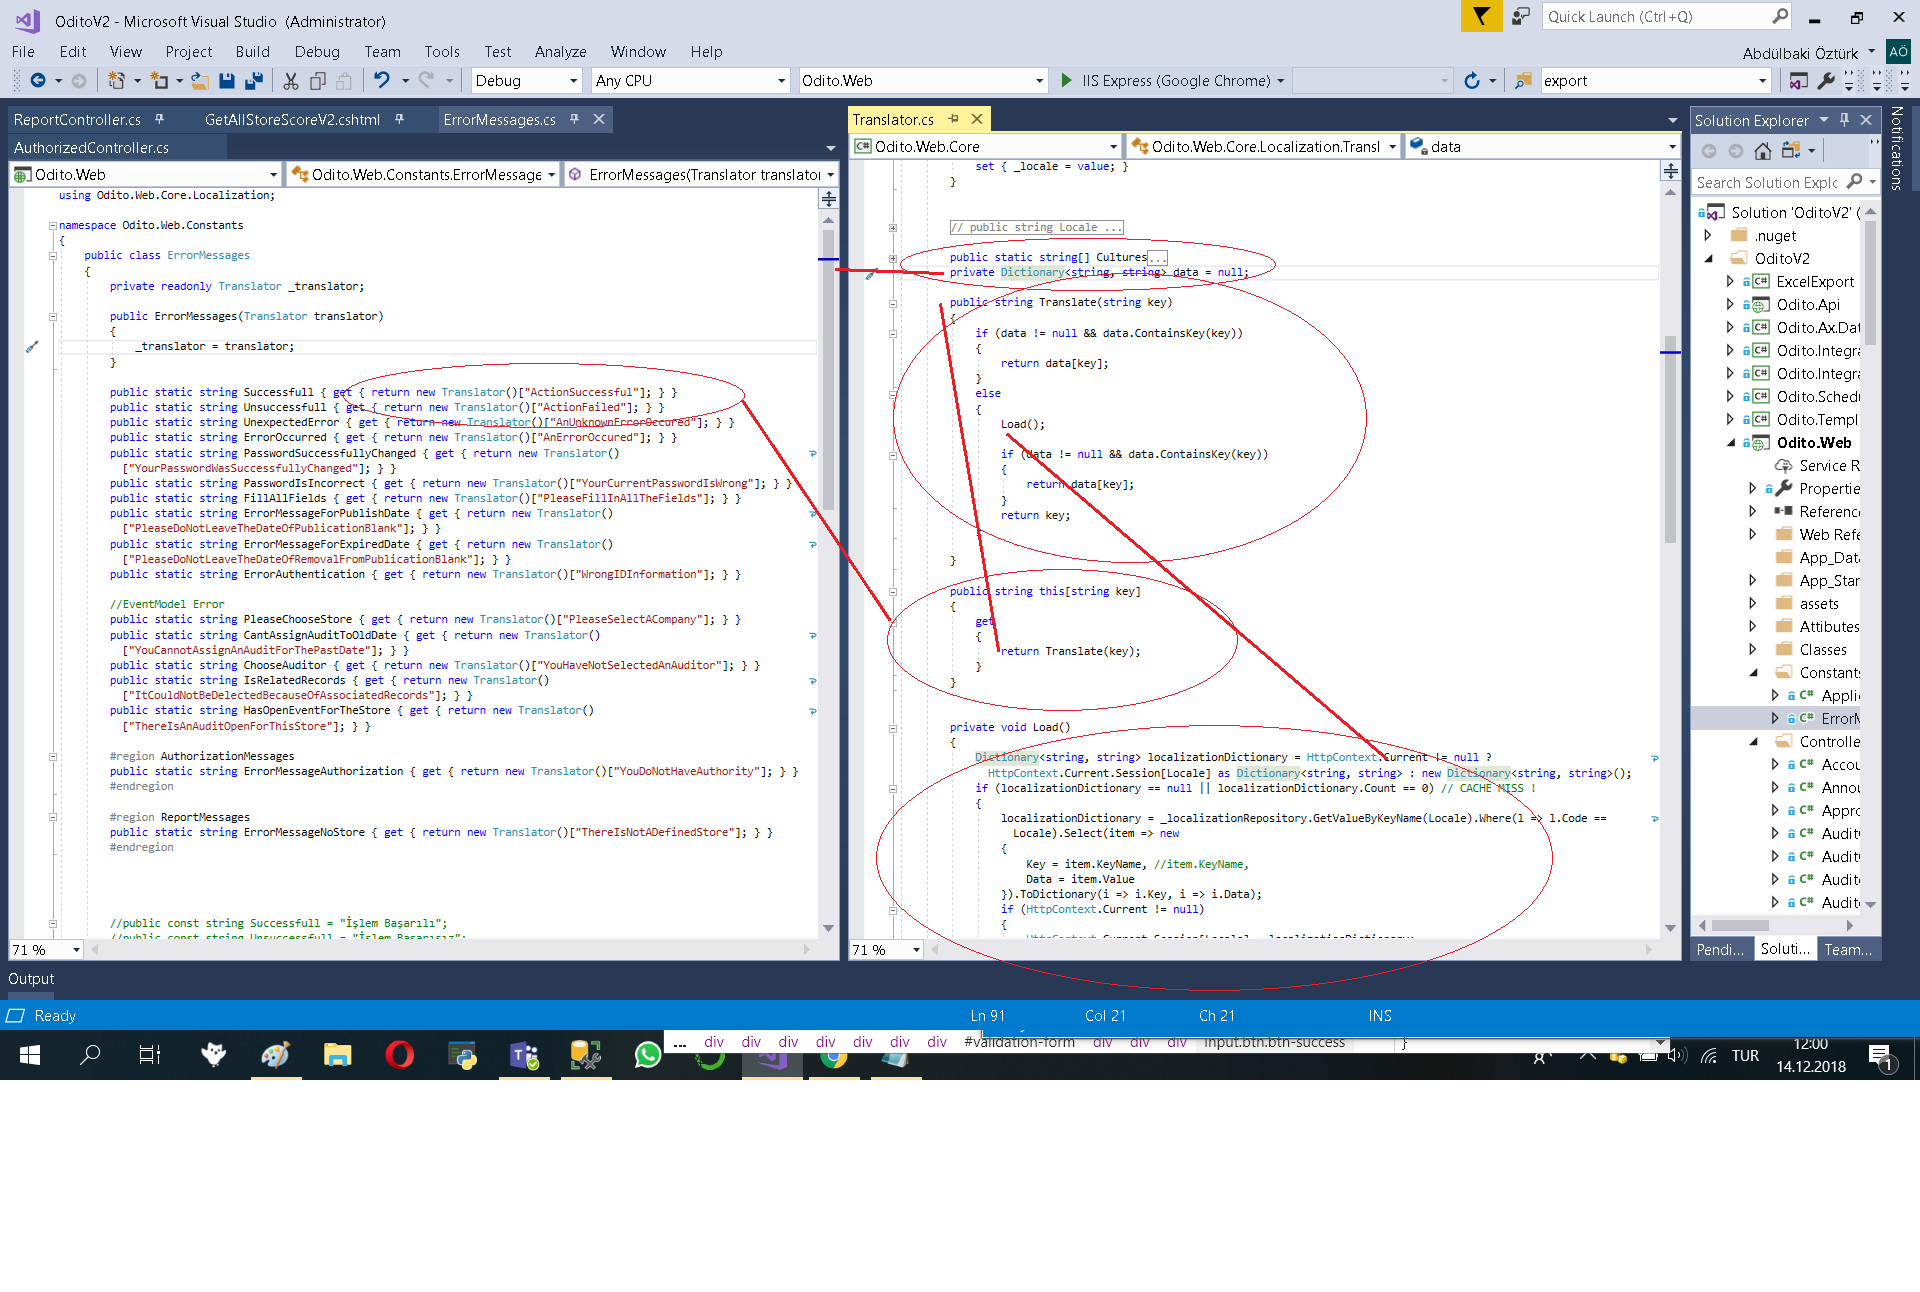 OditoV2 - Microsoft Visual Studio (Administrator)
Quick Launch (Ctrl+Q)
File Edit View Project Build Debug Team Tools Test Analyze Window Help
Abdülbaki Öztürk AÖ
Debug Any CPU Odito.Web IIS Express (Google Chrome) export
ReportController.cs GetAllStoreScoreV2.cshtml ErrorMessages.cs
AuthorizedController.cs
Odito.Web Odito.Web.Constants.ErrorMessage ErrorMessages(Translator translator
using Odito.Web.Core.Localization;
namespace Odito.Web.Constants
{
public class ErrorMessages
{
private readonly Translator _translator;
public ErrorMessages(Translator translator)
{
_translator = translator;
}
public static string Successfull { get { return new Translator()["ActionSuccessful"]; } }
public static string Unsuccessfull { get { return new Translator()["ActionFailed"]; } }
public static string UnexpectedError { get { return new Translator()["AnUnknownErrorOccured"]; } }
public static string ErrorOccurred { get { return new Translator()["AnErrorOccured"]; } }
public static string PasswordSuccessfullyChanged { get { return new Translator()
["YourPasswordWasSuccessfullyChanged"]; } }
public static string PasswordIsIncorrect { get { return new Translator()["YourCurrentPasswordIsWrong"]; } }
public static string FillAllFields { get { return new Translator()["PleaseFillInAllTheFields"]; } }
public static string ErrorMessageForPublishDate { get { return new Translator()
["PleaseDoNotLeaveTheDateOfPublicationBlank"]; } }
public static string ErrorMessageForExpiredDate { get { return new Translator()
["PleaseDoNotLeaveTheDateOfRemovalFromPublicationBlank"]; } }
public static string ErrorAuthentication { get { return new Translator()["WrongIDInformation"]; } }
//EventModel Error
public static string PleaseChooseStore { get { return new Translator()["PleaseSelectACompany"]; } }
public static string CantAssignAuditToOldDate { get { return new Translator()
["YouCannotAssignAnAuditForThePastDate"]; } }
public static string ChooseAuditor { get { return new Translator()["YouHaveNotSelectedAnAuditor"]; } }
public static string IsRelatedRecords { get { return new Translator()
["ItCouldNotBeDelectedBecauseOfAssociatedRecords"]; } }
public static string HasOpenEventForTheStore { get { return new Translator()
["ThereIsAnAuditOpenForThisStore"]; } }
#region AuthorizationMessages
public static string ErrorMessageAuthorization { get { return new Translator()["YouDoNotHaveAuthority"]; } }
#endregion
#region ReportMessages
public static string ErrorMessageNoStore { get { return new Translator()["ThereIsNotADefinedStore"]; } }
#endregion
//public const string Successfull = "İşlem Başarılı";
//public const string Unsuccessfull = "İşlem Başarısız";
71 %
Translator.cs
Odito.Web.Core Odito.Web.Core.Localization.Transl data
set { _locale = value; }
}
// public string Locale ...
public static string[] Cultures...
private Dictionary<string, string> data = null;
public string Translate(string key)
{
if (data != null && data.ContainsKey(key))
{
return data[key];
}
else
{
Load();
if (data != null && data.ContainsKey(key))
{
return data[key];
}
return key;
}
public string this[string key]
{
get
{
return Translate(key);
}
}
private void Load()
{
Dictionary<string, string> localizationDictionary = HttpContext.Current != null ?
HttpContext.Current.Session[Locale] as Dictionary<string, string> : new Dictionary<string, string>();
if (localizationDictionary == null || localizationDictionary.Count == 0) // CACHE MISS !
{
localizationDictionary = _localizationRepository.GetValueByKeyName(Locale).Where(l => l.Code ==
Locale).Select(item => new
{
Key = item.KeyName, //item.KeyName,
Data = item.Value
}).ToDictionary(i => i.Key, i => i.Data);
if (HttpContext.Current != null)
{
71 %
Solution Explorer
Search Solution Explo
Solution 'OditoV2' (
.nuget
OditoV2
ExcelExport
Odito.Api
Odito.Ax.Dat
Odito.Integra
Odito.Integra
Odito.Schedu
Odito.Templ
Odito.Web
Service R
Propertie
Reference
Web Refe
App_Data
App_Star
assets
Attibutes
Classes
Constants
Applic
ErrorM
Controlle
Accou
Annou
Appro
Audit
Audit
Audit
Audit
Pendi... Soluti... Team...
Notifications
Output
Ready Ln 91 Col 21 Ch 21 INS
... div div div div div div div #validation-form div div div input.btn.btn-success }
TUR 12:00
14.12.2018
1